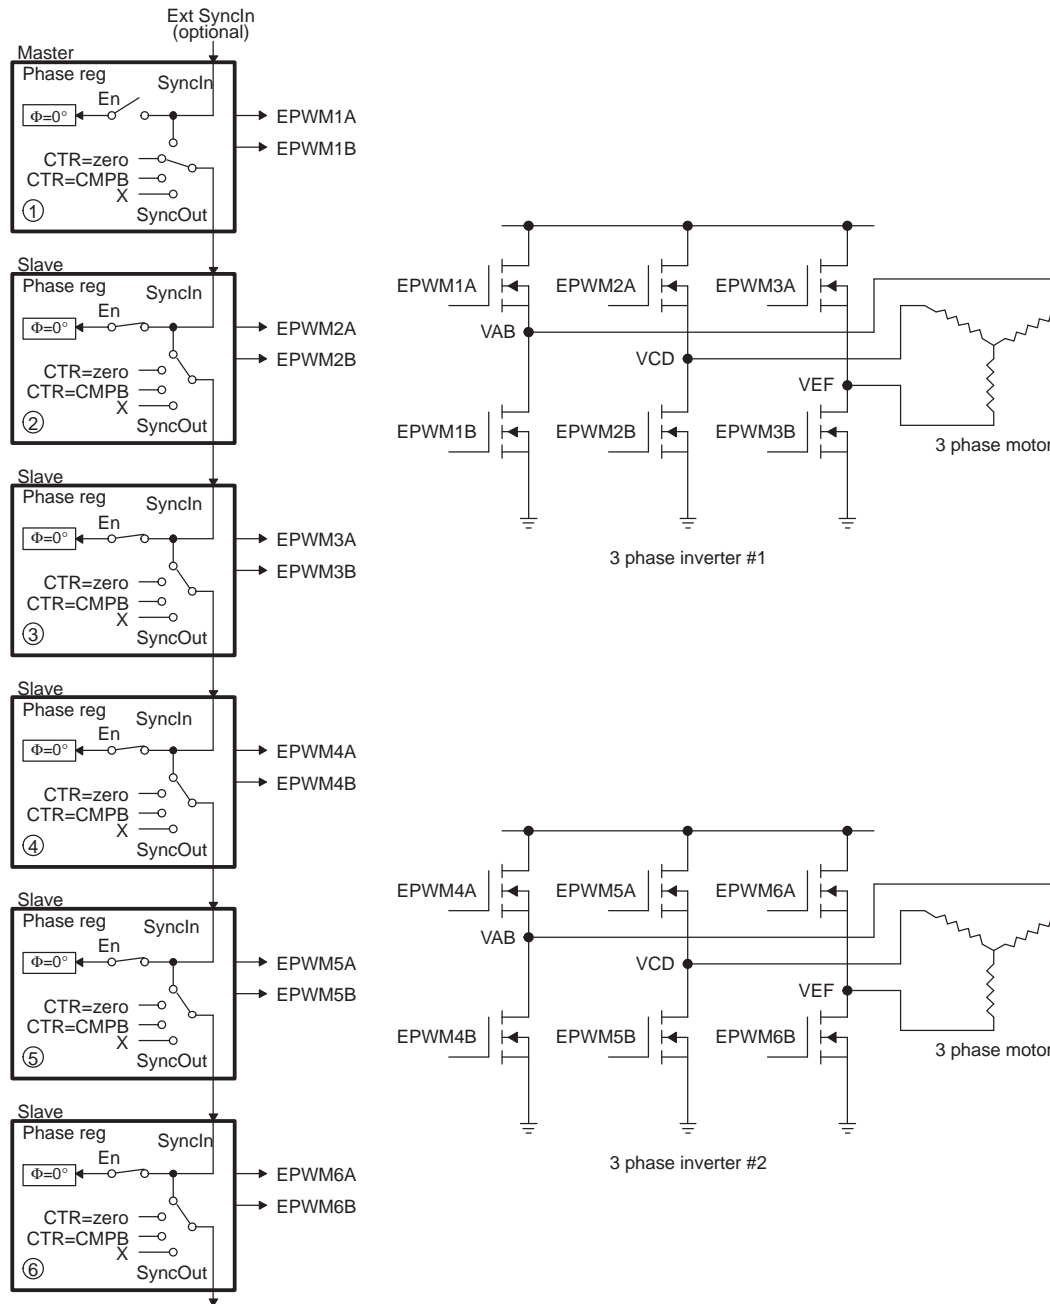 Ext SyncIn
(optional)
Master
Phase reg
SyncIn
En
Φ=0°
EPWM1A
EPWM1B
CTR=zero
CTR=CMPB
X
1
SyncOut
Slave
Phase reg
SyncIn
En
Φ=0°
EPWM2A
EPWM2B
CTR=zero
CTR=CMPB
X
2
SyncOut
Slave
Phase reg
SyncIn
En
Φ=0°
EPWM3A
EPWM3B
CTR=zero
CTR=CMPB
X
3
SyncOut
Slave
Phase reg
SyncIn
En
Φ=0°
EPWM4A
EPWM4B
CTR=zero
CTR=CMPB
X
4
SyncOut
Slave
Phase reg
SyncIn
En
Φ=0°
EPWM5A
EPWM5B
CTR=zero
CTR=CMPB
X
5
SyncOut
Slave
Phase reg
SyncIn
En
Φ=0°
EPWM6A
EPWM6B
CTR=zero
CTR=CMPB
X
6
SyncOut
EPWM1A
EPWM2A
EPWM3A
VAB
VCD
VEF
EPWM1B
EPWM2B
EPWM3B
3 phase motor
3 phase inverter #1
EPWM4A
EPWM5A
EPWM6A
VAB
VCD
VEF
EPWM4B
EPWM5B
EPWM6B
3 phase motor
3 phase inverter #2